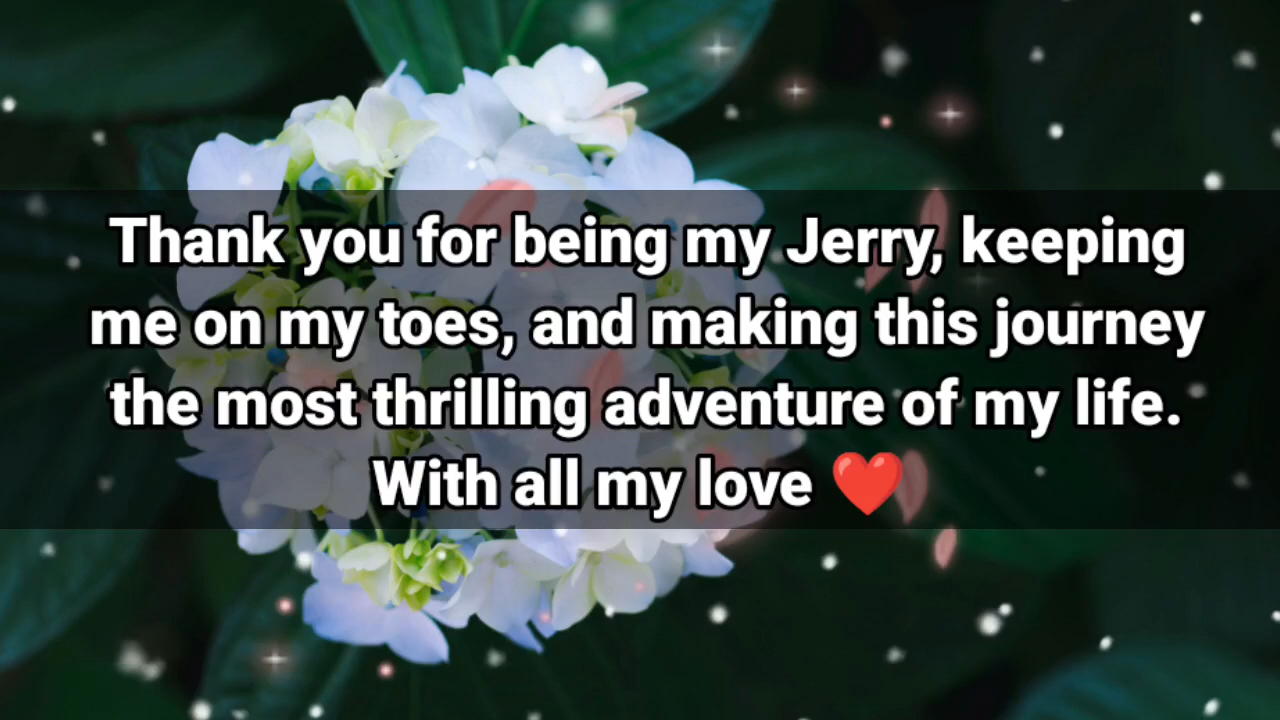 Thank you for being my Jerry, keeping
me on my toes, and making this journey
the most thrilling adventure of my life.
With all my love ❤️